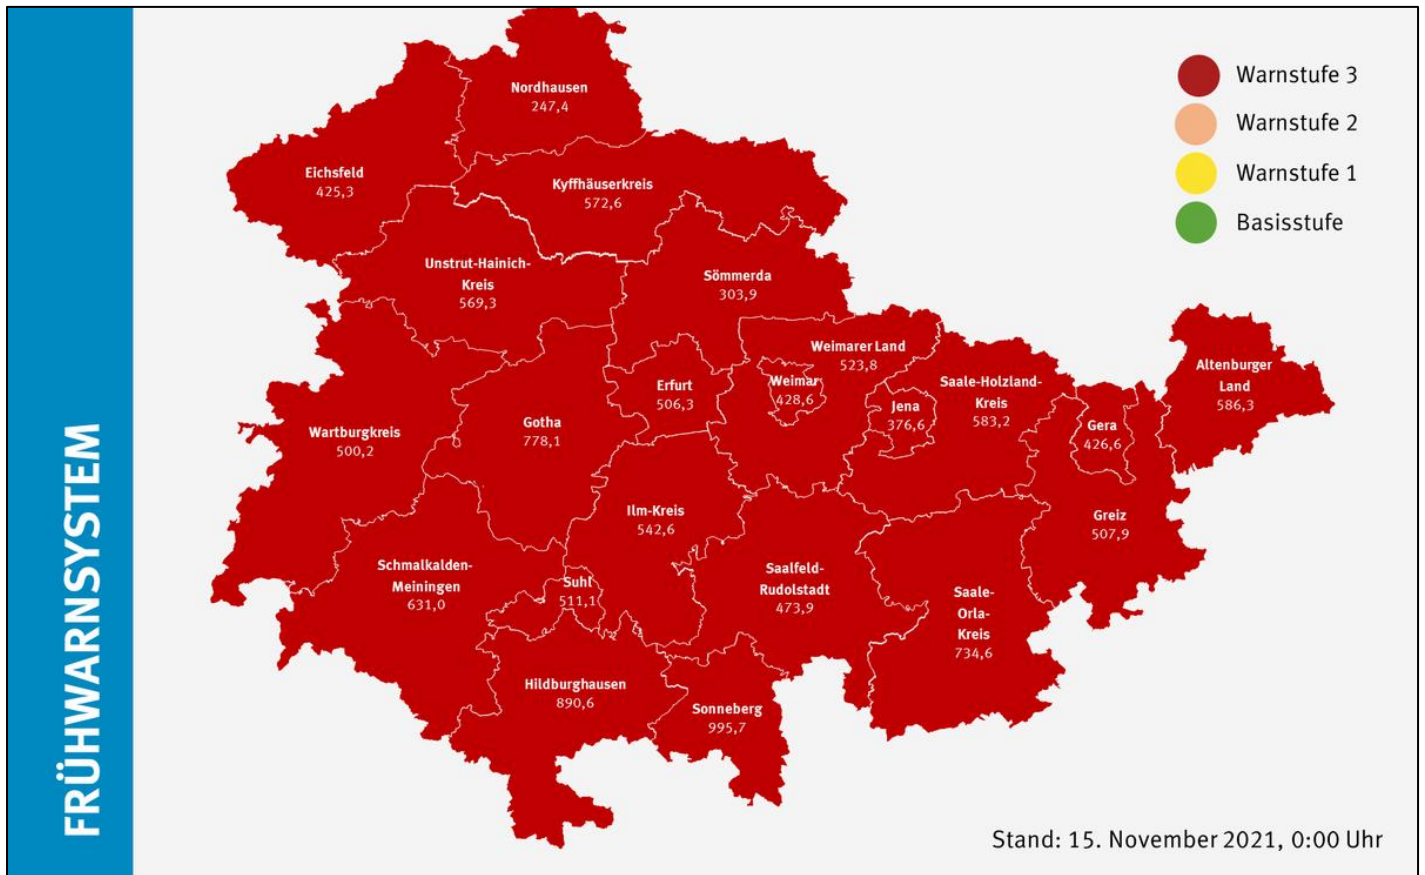 FRÜHWARNSYSTEM
Warnstufe 3
Warnstufe 2
Warnstufe 1
Basisstufe
Nordhausen
247,4
Eichsfeld
425,3
Kyffhäuserkreis
572,6
Unstrut-Hainich-
Kreis
569,3
Sömmerda
303,9
Weimarer Land
523,8
Weimar
428,6
Erfurt
506,3
Jena
376,6
Saale-Holzland-
Kreis
583,2
Altenburger
Land
586,3
Gera
426,6
Wartburgkreis
500,2
Gotha
778,1
Ilm-Kreis
542,6
Greiz
507,9
Schmalkalden-
Meiningen
631,0
Suhl
511,1
Saalfeld-
Rudolstadt
473,9
Saale-
Orla-
Kreis
734,6
Hildburghausen
890,6
Sonneberg
995,7
Stand: 15. November 2021, 0:00 Uhr